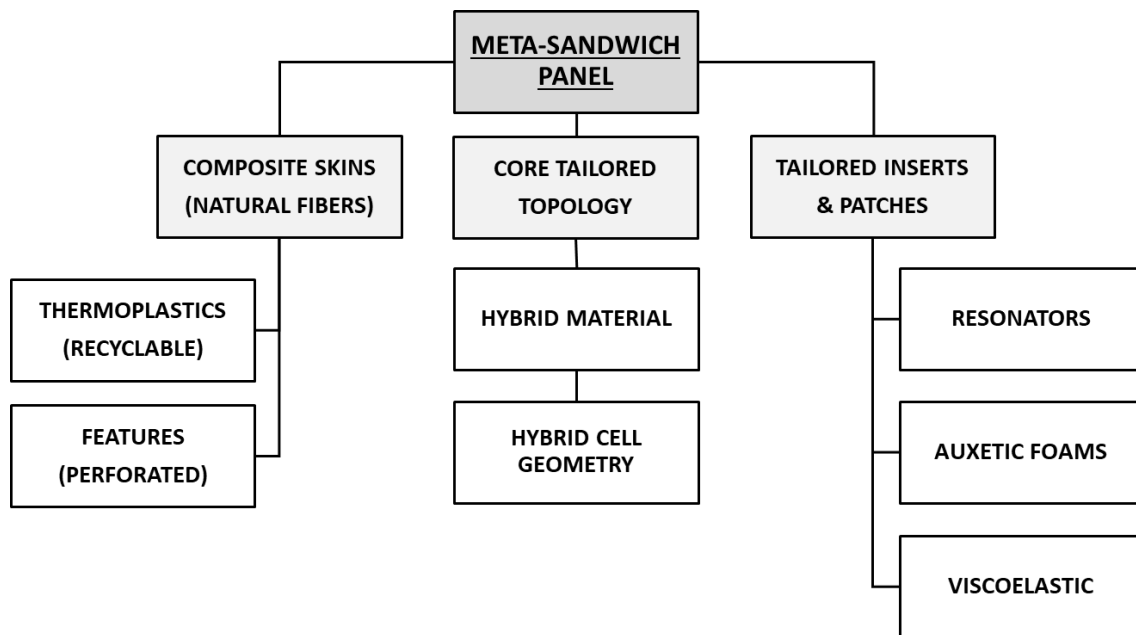 META-SANDWICH
PANEL
COMPOSITE SKINS
(NATURAL FIBERS)
CORE TAILORED
TOPOLOGY
TAILORED INSERTS
& PATCHES
THERMOPLASTICS
(RECYCLABLE)
FEATURES
(PERFORATED)
HYBRID MATERIAL
HYBRID CELL
GEOMETRY
RESONATORS
AUXETIC FOAMS
VISCOELASTIC